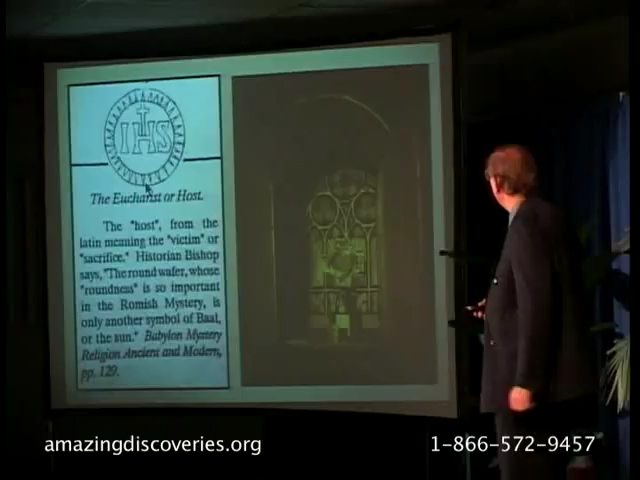 IHS
The Eucharist or Host.
The "host", from the
latin meaning the "victim" or
"sacrifice." Historian Bishop
says, "The round wafer, whose
"roundness" is so important
in the Romish Mystery, is
only another symbol of Baal,
or the sun." Babylon Mystery
Religion Ancient and Modern,
pp. 129.
amazingdiscoveries.org
1-866-572-9457